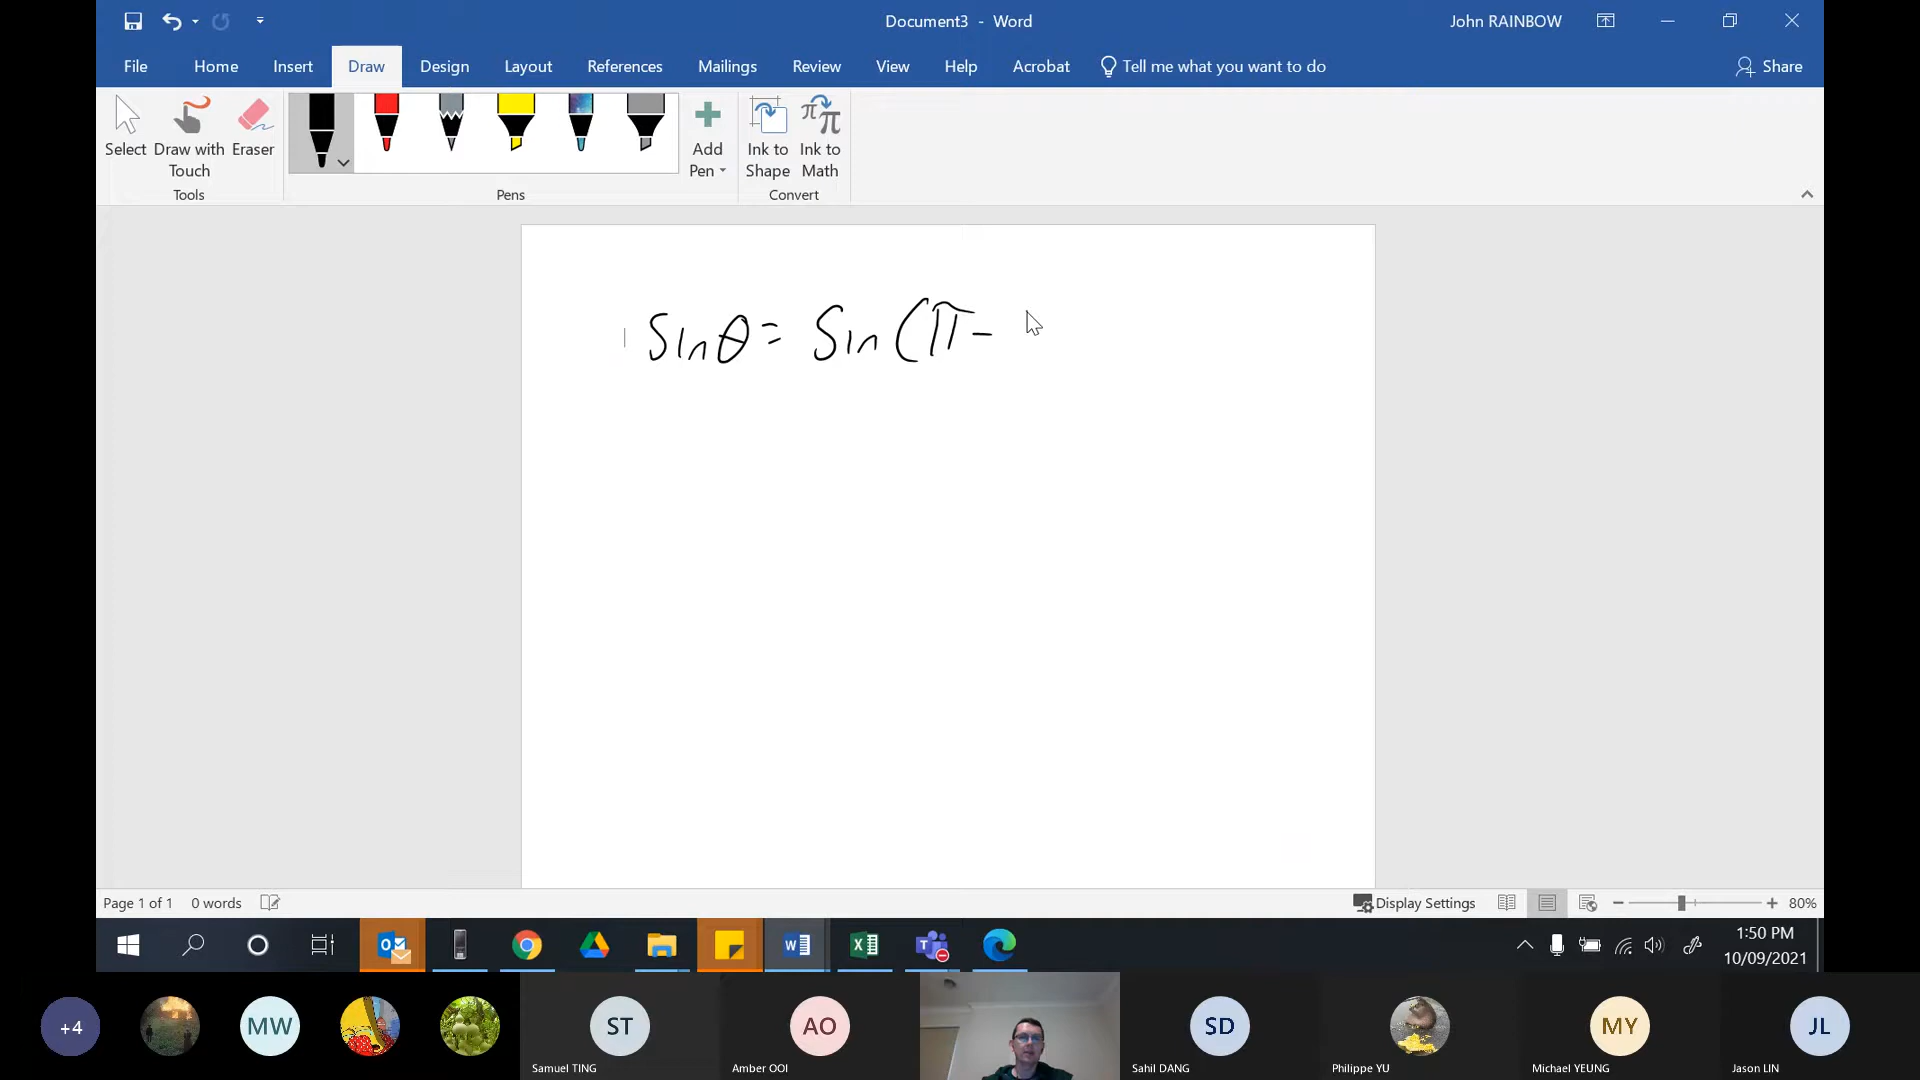 Document3 - Word
John RAINBOW
File Home Insert Draw Design Layout References Mailings Review View Help Acrobat Tell me what you want to do Share
Select Draw with Touch Eraser Add Pen Ink to Shape Ink to Math
Tools Pens Convert
Sinθ = Sin(π-
Page 1 of 1 0 words Display Settings 80%
1:50 PM
10/09/2021
+4 MW ST AO SD MY JL
Samuel TING Amber OOI Sahil DANG Philippe YU Michael YEUNG Jason LIN